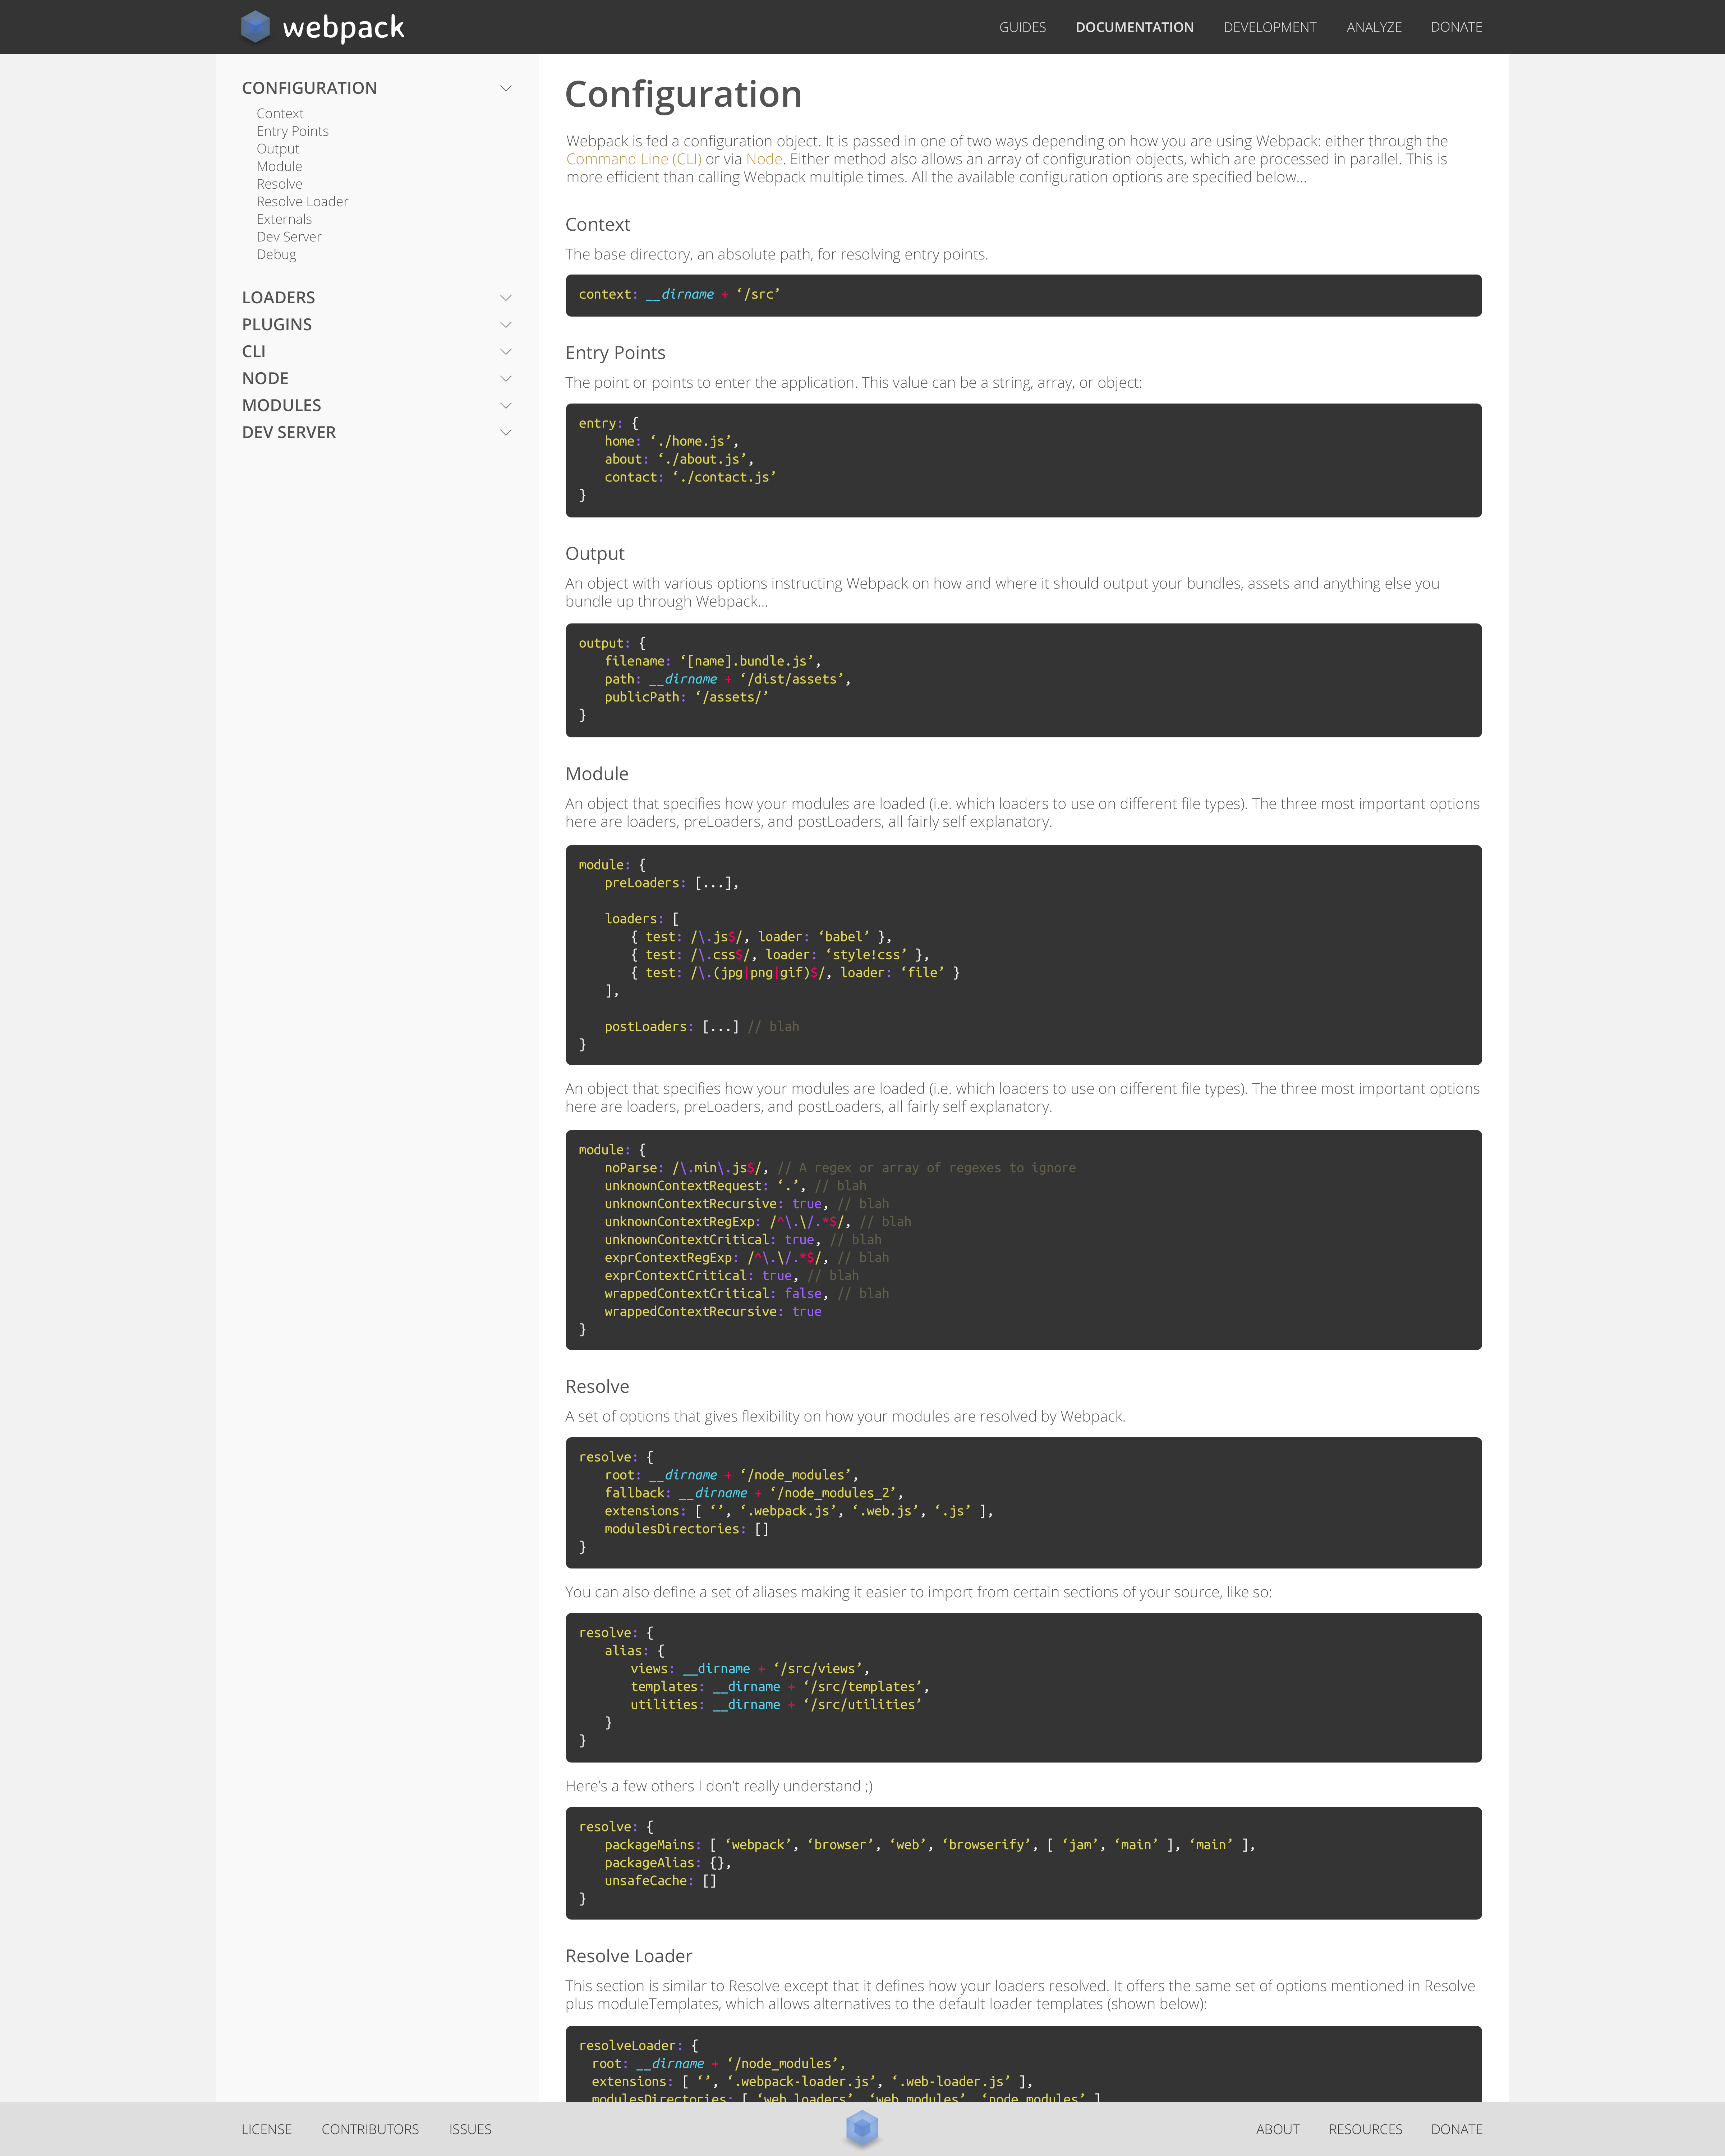 webpack
GUIDES DOCUMENTATION DEVELOPMENT ANALYZE DONATE
CONFIGURATION
Context
Entry Points
Output
Module
Resolve
Resolve Loader
Externals
Dev Server
Debug
LOADERS
PLUGINS
CLI
NODE
MODULES
DEV SERVER
Configuration
Webpack is fed a configuration object. It is passed in one of two ways depending on how you are using Webpack: either through the
Command Line (CLI) or via Node. Either method also allows an array of configuration objects, which are processed in parallel. This is
more efficient than calling Webpack multiple times. All the available configuration options are specified below...
Context
The base directory, an absolute path, for resolving entry points.
context: __dirname + ‘/src’
Entry Points
The point or points to enter the application. This value can be a string, array, or object:
entry: {
home: ‘./home.js’,
about: ‘./about.js’,
contact: ‘./contact.js’
}
Output
An object with various options instructing Webpack on how and where it should output your bundles, assets and anything else you
bundle up through Webpack...
output: {
filename: ‘[name].bundle.js’,
path: __dirname + ‘/dist/assets’,
publicPath: ‘/assets/’
}
Module
An object that specifies how your modules are loaded (i.e. which loaders to use on different file types). The three most important options
here are loaders, preLoaders, and postLoaders, all fairly self explanatory.
module: {
preLoaders: [...],
loaders: [
{ test: /\.js$/, loader: ‘babel’ },
{ test: /\.css$/, loader: ‘style!css’ },
{ test: /\.(jpg|png|gif)$/, loader: ‘file’ }
],
postLoaders: [...] // blah
}
An object that specifies how your modules are loaded (i.e. which loaders to use on different file types). The three most important options
here are loaders, preLoaders, and postLoaders, all fairly self explanatory.
module: {
noParse: /\.min\.js$/, // A regex or array of regexes to ignore
unknownContextRequest: ‘.’, // blah
unknownContextRecursive: true, // blah
unknownContextRegExp: /^\.\/.*$/, // blah
unknownContextCritical: true, // blah
exprContextRegExp: /^\.\/.*$/, // blah
exprContextCritical: true, // blah
wrappedContextCritical: false, // blah
wrappedContextRecursive: true
}
Resolve
A set of options that gives flexibility on how your modules are resolved by Webpack.
resolve: {
root: __dirname + ‘/node_modules’,
fallback: __dirname + ‘/node_modules_2’,
extensions: [ ‘’, ‘.webpack.js’, ‘.web.js’, ‘.js’ ],
modulesDirectories: []
}
You can also define a set of aliases making it easier to import from certain sections of your source, like so:
resolve: {
alias: {
views: __dirname + ‘/src/views’,
templates: __dirname + ‘/src/templates’,
utilities: __dirname + ‘/src/utilities’
}
}
Here’s a few others I don’t really understand ;)
resolve: {
packageMains: [ ‘webpack’, ‘browser’, ‘web’, ‘browserify’, [ ‘jam’, ‘main’ ], ‘main’ ],
packageAlias: {},
unsafeCache: []
}
Resolve Loader
This section is similar to Resolve except that it defines how your loaders resolved. It offers the same set of options mentioned in Resolve
plus moduleTemplates, which allows alternatives to the default loader templates (shown below):
resolveLoader: {
root: __dirname + ‘/node_modules’,
extensions: [ ‘’, ‘.webpack-loader.js’, ‘.web-loader.js’ ],
modulesDirectories: [ ‘web_loaders’, ‘web_modules’, ‘node_modules’ ],
LICENSE CONTRIBUTORS ISSUES ABOUT RESOURCES DONATE